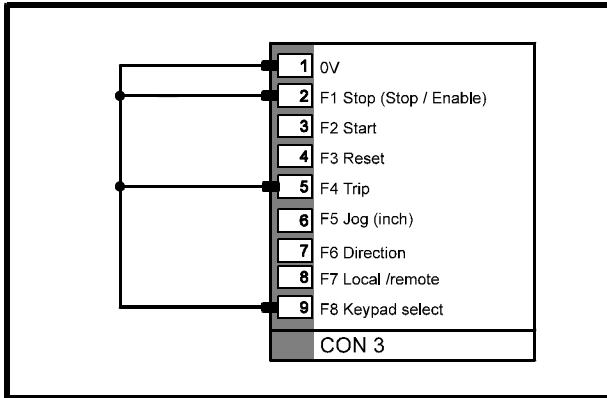 1 0V
2 F1 Stop (Stop / Enable)
3 F2 Start
4 F3 Reset
5 F4 Trip
6 F5 Jog (inch)
7 F6 Direction
8 F7 Local /remote
9 F8 Keypad select
CON 3